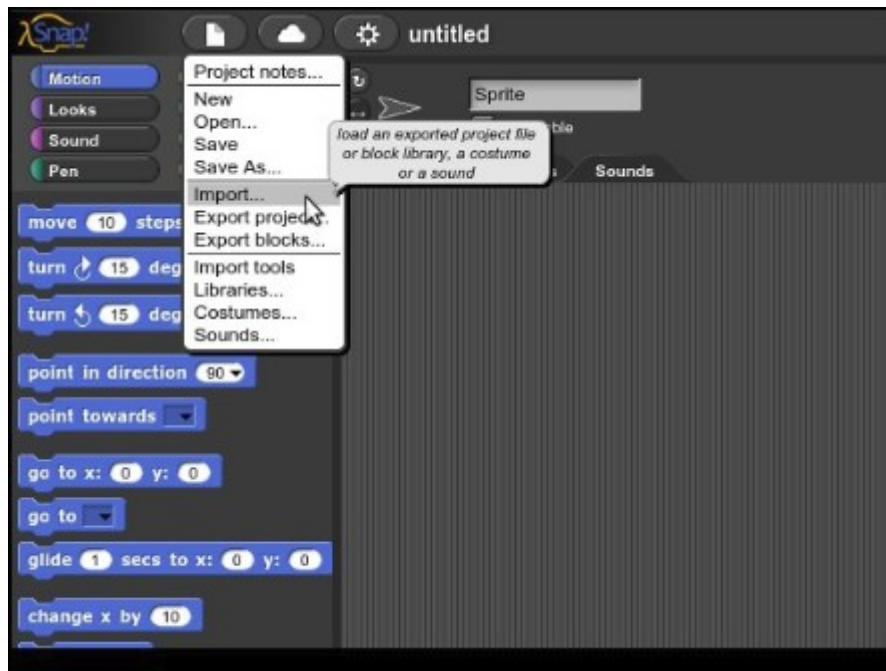 λSnap!
untitled
Motion
Looks
Sound
Pen
Project notes...
New
Open...
Save
Save As...
Import...
Export project...
Export blocks...
Import tools
Libraries...
Costumes...
Sounds...
load an exported project file
or block library, a costume
or a sound
Sprite
Sounds
move 10 steps
turn 15 deg
turn 15 deg
point in direction 90
point towards
go to x: 0 y: 0
go to
glide 1 secs to x: 0 y: 0
change x by 10